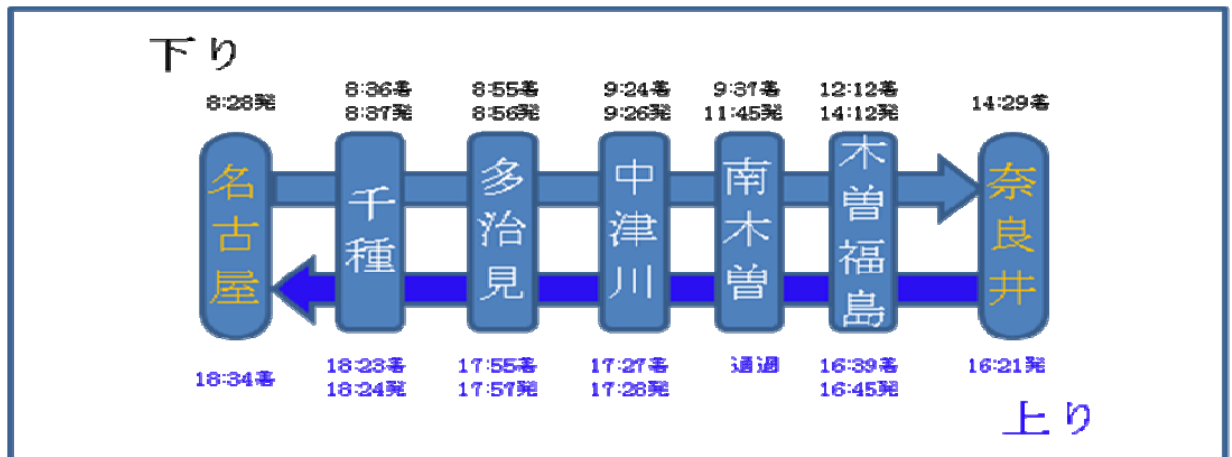 下り
8:28発
8:36着
8:37発
8:55着
8:56発
9:24着
9:26発
9:37着
11:45発
12:12着
14:12発
14:29着
名古屋
千種
多治見
中津川
南木曽
木曽福島
奈良井
18:34着
18:23着
18:24発
17:55着
17:57発
17:27着
17:28発
通過
16:39着
16:45発
16:21発
上り